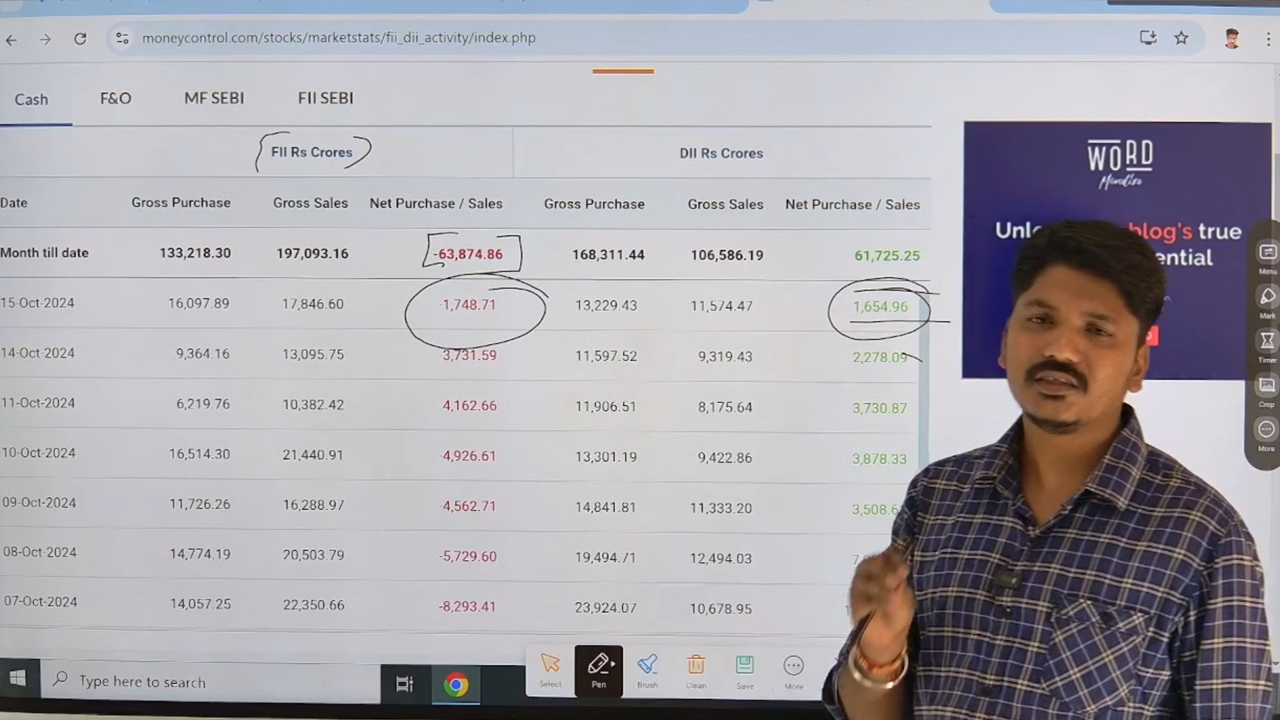 moneycontrol.com/stocks/marketstats/fii_dii_activity/index.php
Cash F&O MF SEBI FII SEBI
FII Rs Crores DII Rs Crores
Date Gross Purchase Gross Sales Net Purchase / Sales Gross Purchase Gross Sales Net Purchase / Sales
Month till date 133,218.30 197,093.16 -63,874.86 168,311.44 106,586.19 61,725.25
15-Oct-2024 16,097.89 17,846.60 -1,748.71 13,229.43 11,574.47 1,654.96
14-Oct-2024 9,364.16 13,095.75 3,731.59 11,597.52 9,319.43 2,278.09
11-Oct-2024 6,219.76 10,382.42 4,162.66 11,906.51 8,175.64 3,730.87
10-Oct-2024 16,514.30 21,440.91 -4,926.61 13,301.19 9,422.86 3,878.33
09-Oct-2024 11,726.26 16,288.97 -4,562.71 14,841.81 11,333.20
08-Oct-2024 14,774.19 20,503.79 -5,729.60 19,494.71 12,494.03
07-Oct-2024 14,057.25 22,350.66 -8,293.41 23,924.07 10,678.95
WORD
Mindize
blog's true
Menu
Mark
Timer
Crop
More
Type here to search
Select Pen Brush Clean Save More